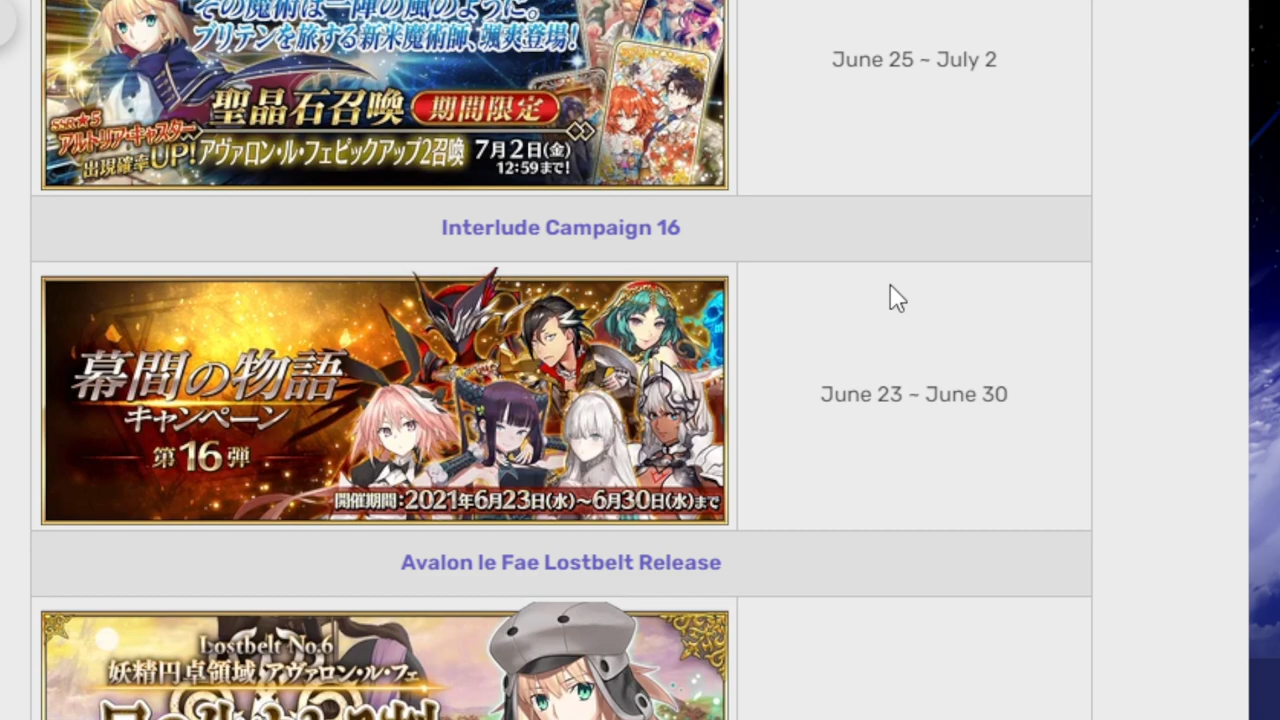 その魔術は一陣の風のように。
ブリテンを旅する新米魔術師、颯爽登場!
聖晶石召喚 期間限定
SSR★5
アルトリア・キャスター
出現確率UP!
アヴァロン・ル・フェピックアップ2召喚 7月2日(金)
12:59まで!
June 25 ~ July 2
Interlude Campaign 16
幕間の物語
キャンペーン
第16弾
開催期間:2021年6月23日(水)~6月30日(水)まで
June 23 ~ June 30
Avalon le Fae Lostbelt Release
Lostbelt No.6
妖精円卓領域 アヴァロン・ル・フェ